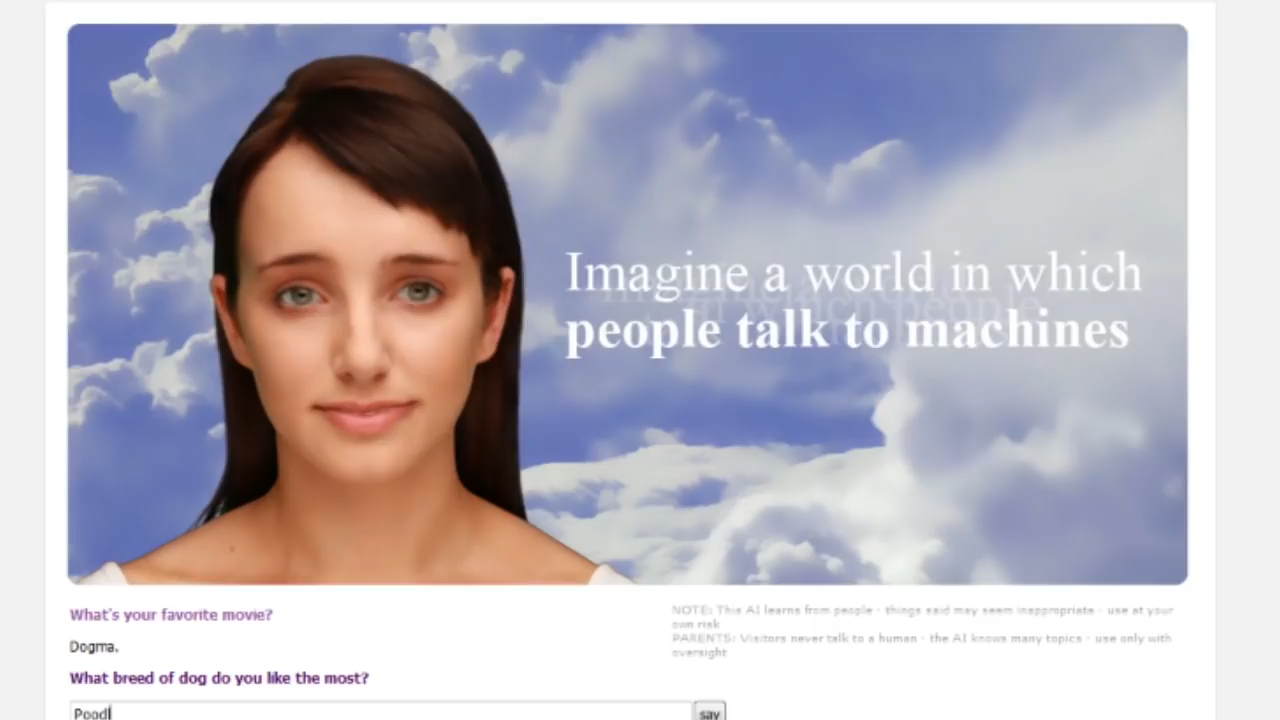 Imagine a world in which
people talk to machines
What's your favorite movie?
NOTE: This AI learns from people - things said may seem inappropriate - use at your
own risk
Dogma.
PARENTS: Visitors never talk to a human - the AI knows many topics - use only with
oversight
What breed of dog do you like the most?
Poodl
say